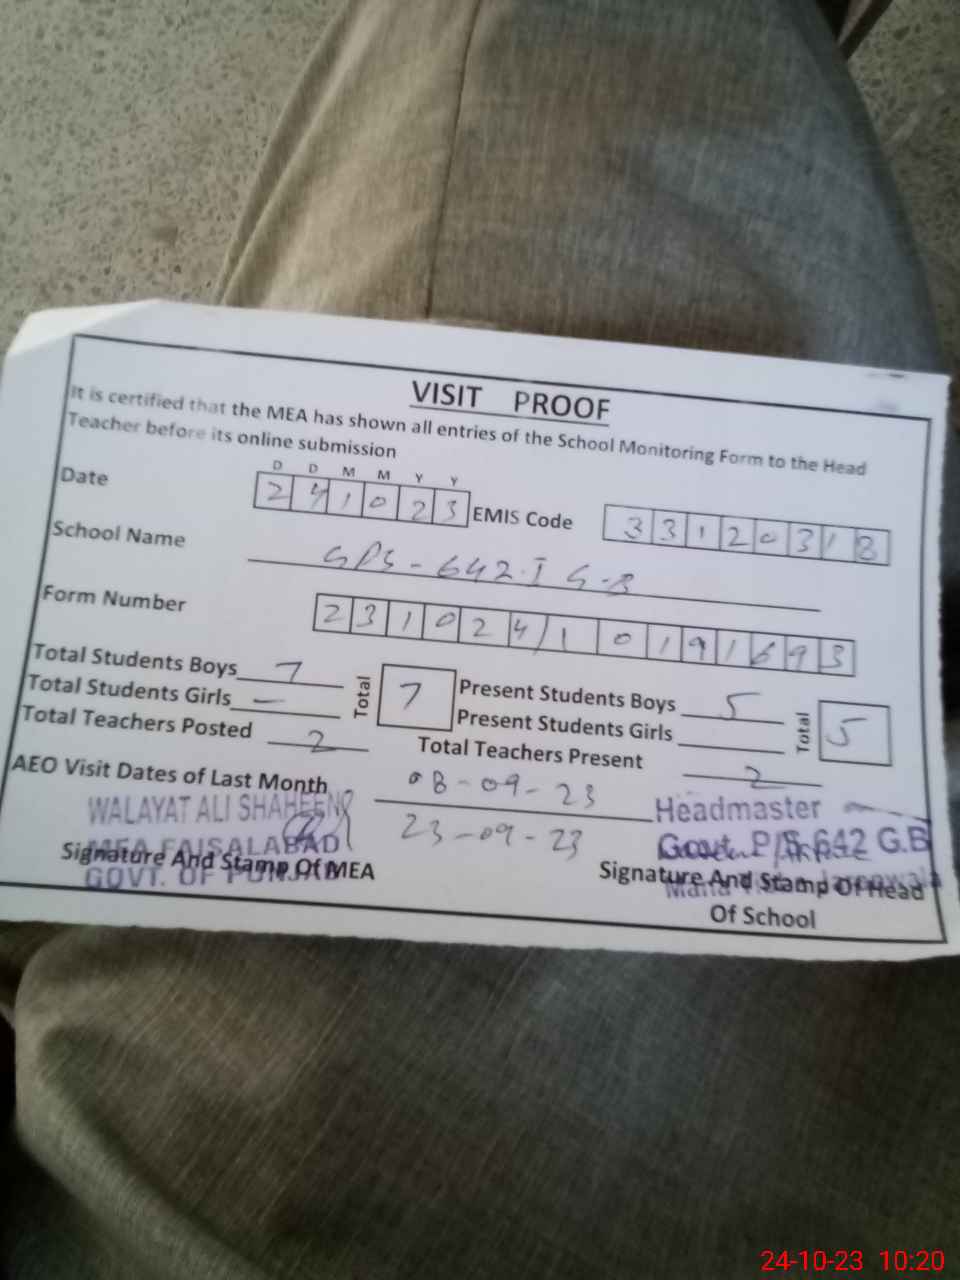 VISIT PROOF
It is certified that the MEA has shown all entries of the School Monitoring Form to the Head
Teacher before its online submission
D D M M Y Y
Date 2 4 1 0 2 3 EMIS Code 3 3 1 2 0 3 1 8
School Name GPS - 642.I G-B
Form Number 2 3 1 0 2 4 1 0 1 9 1 6 9 3
Total Students Boys 7 Total 7 Present Students Boys 5 Total 5
Total Students Girls — Present Students Girls
Total Teachers Posted 2 Total Teachers Present 2
AEO Visit Dates of Last Month 08-09-23
23-09-23
WALAYAT ALI SHAHEEN
MEA FAISALABAD
GOVT. OF PUNJAB
Signature And Stamp Of MEA
Headmaster
Govt. P/S 642 G.B
Signature And Stamp Of Head
Of School
24-10-23 10:20